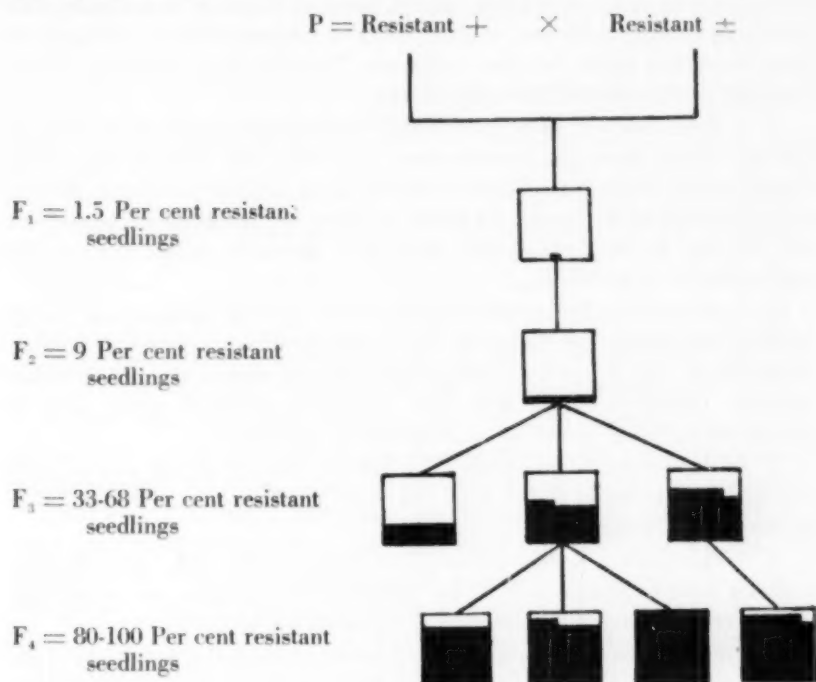 P = Resistant + × Resistant ±
F₁ = 1.5 Per cent resistant
seedlings
F₂ = 9 Per cent resistant
seedlings
F₃ = 33-68 Per cent resistant
seedlings
F₄ = 80-100 Per cent resistant
seedlings